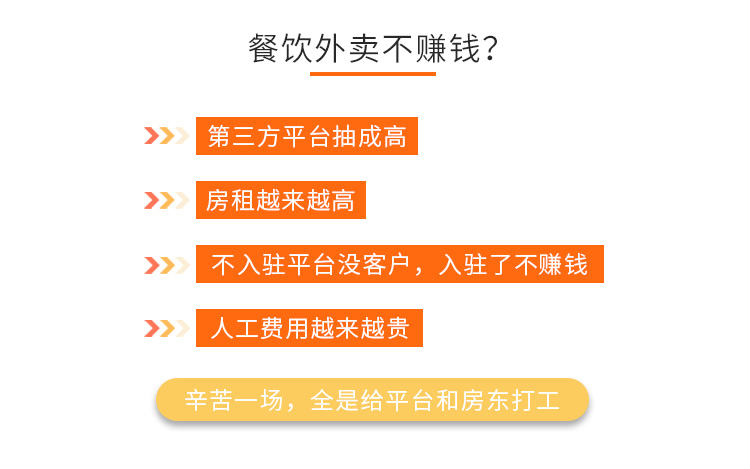 餐饮外卖不赚钱？
第三方平台抽成高
房租越来越高
不入驻平台没客户，入驻了不赚钱
人工费用越来越贵
辛苦一场，全是给平台和房东打工